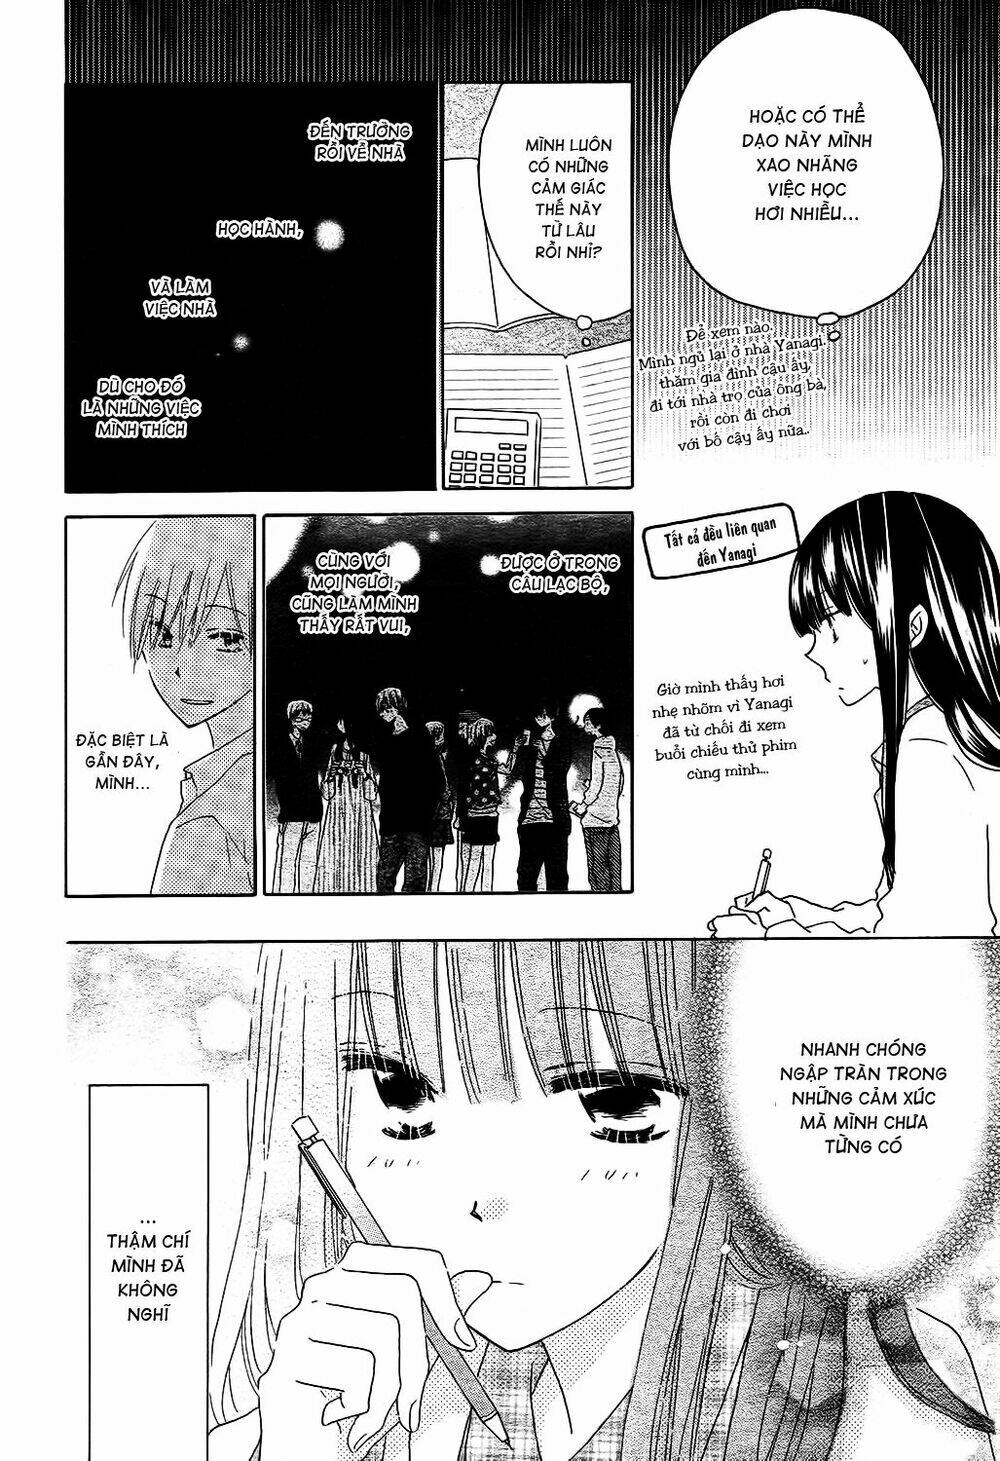 HOẶC CÓ THỂ
DẠO NÀY MÌNH
XAO NHÃNG
VIỆC HỌC
HƠI NHIỀU...
Để xem nào.
Mình ngủ lại ở nhà Yanagi.
thăm gia đình cậu ấy,
đi tới nhà trọ của ông bà,
rồi còn đi chơi
với bố cậy ấy nữa..
Tất cả đều liên quan
đến Yanagi
Giờ mình thấy hơi
nhẹ nhõm vì Yanagi
đã từ chối đi xem
buổi chiếu thử phim
cùng mình...
MÌNH LUÔN
CÓ NHỮNG
CẢM GIÁC
THẾ NÀY
TỪ LÂU
RỒI NHỈ?
ĐẾN TRƯỜNG
RỒI VỀ NHÀ
HỌC HÀNH,
VÀ LÀM
VIỆC NHÀ
DÙ CHO ĐÓ
LÀ NHỮNG VIỆC
MÌNH THÍCH
ĐƯỢC Ở TRONG
CÂU LẠC BỘ,
CÙNG VỚI
MỌI NGƯỜI,
CŨNG LÀM MÌNH
THẤY RẤT VUI,
ĐẶC BIỆT LÀ
GẦN ĐÂY,
MÌNH...
NHANH CHÓNG
NGẬP TRÀN TRONG
NHỮNG CẢM XÚC
MÀ MÌNH CHƯA
TỪNG CÓ
...
THẬM CHÍ
MÌNH ĐÃ
KHÔNG
NGHĨ